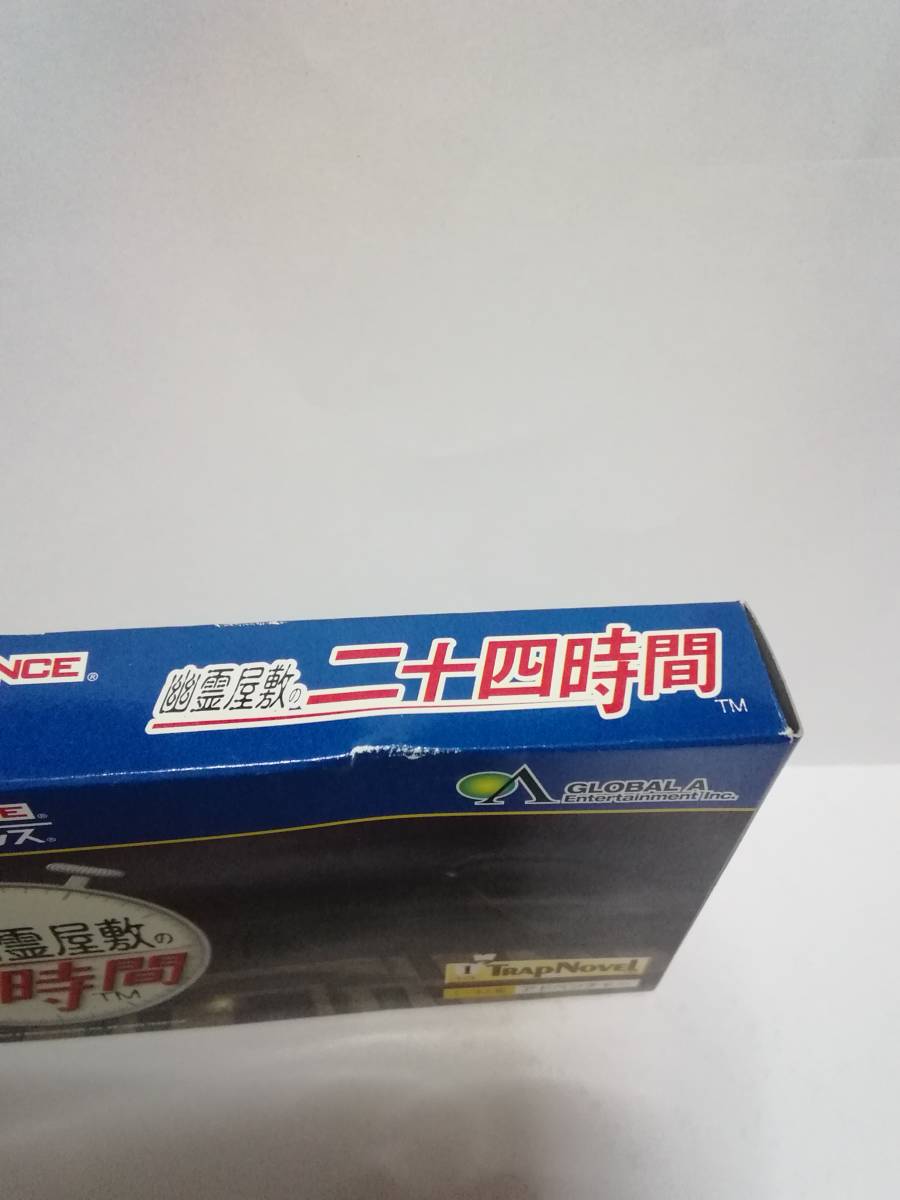 NCE®
幽霊屋敷の二十四時間
TM
GLOBAL A
Entertainment Inc.
E®
ス®
霊屋敷の
時間
TM
TRAPNOVEL